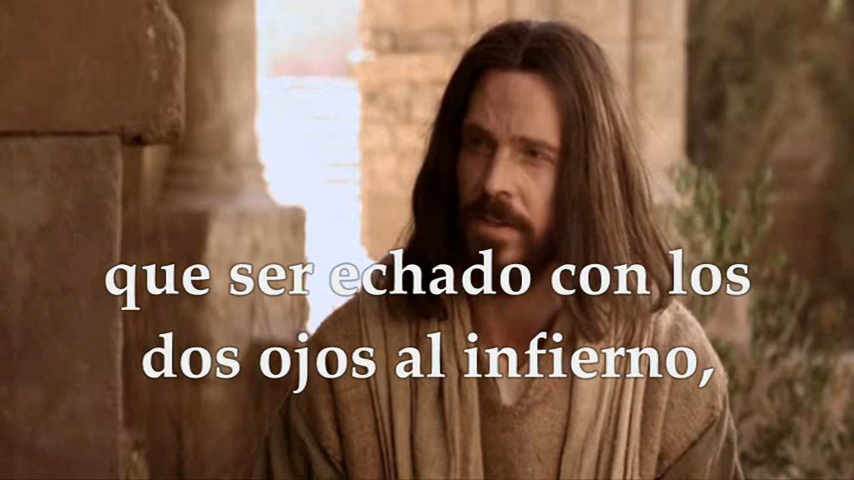 que ser echado con los
dos ojos al infierno,